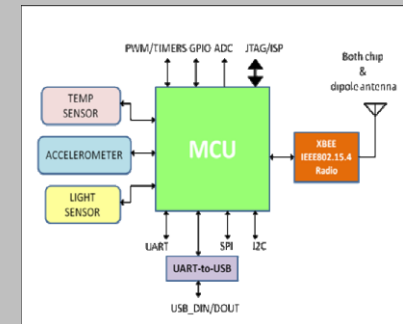 PWM/TIMERS GPIO ADC JTAG/ISP
Both chip
&
dipole antenna
TEMP
SENSOR
ACCELEROMETER
LIGHT
SENSOR
MCU
XBEE
IEEE802.15.4
Radio
UART SPI I2C
UART-to-USB
USB_DIN/DOUT